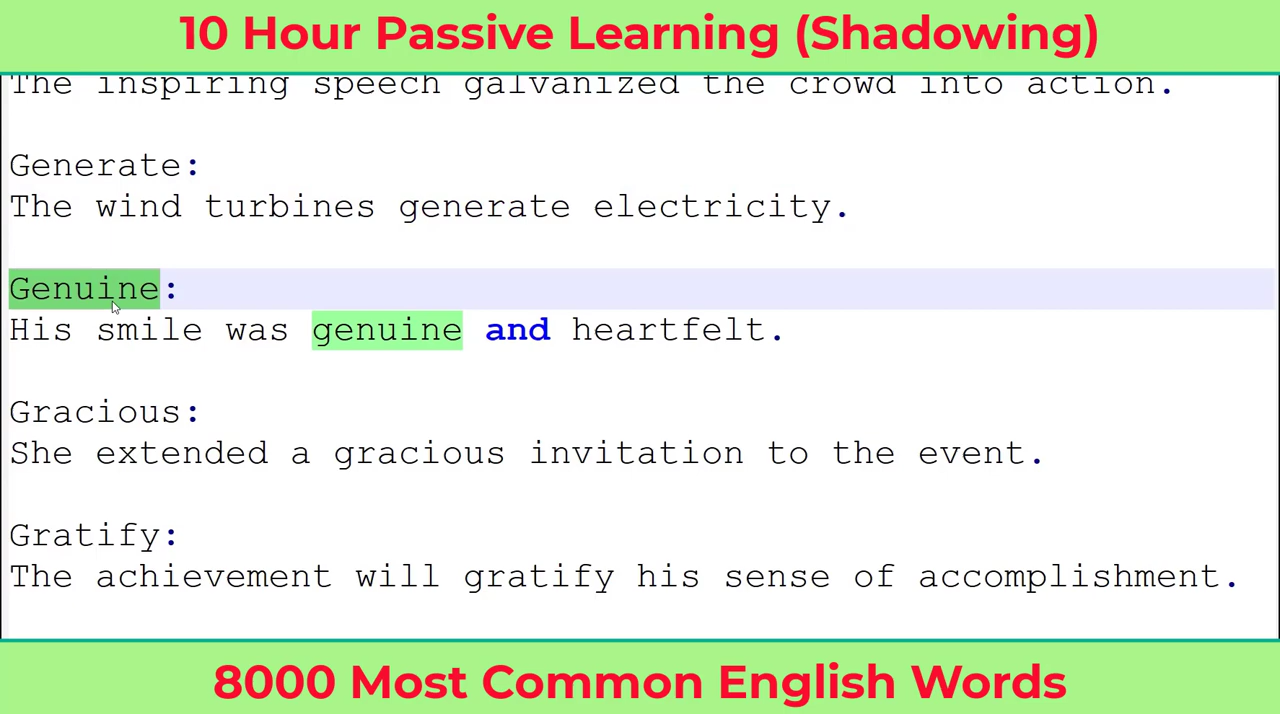 10 Hour Passive Learning (Shadowing)
The inspiring speech galvanized the crowd into action.
Generate:
The wind turbines generate electricity.
Genuine:
His smile was genuine and heartfelt.
Gracious:
She extended a gracious invitation to the event.
Gratify:
The achievement will gratify his sense of accomplishment.
8000 Most Common English Words